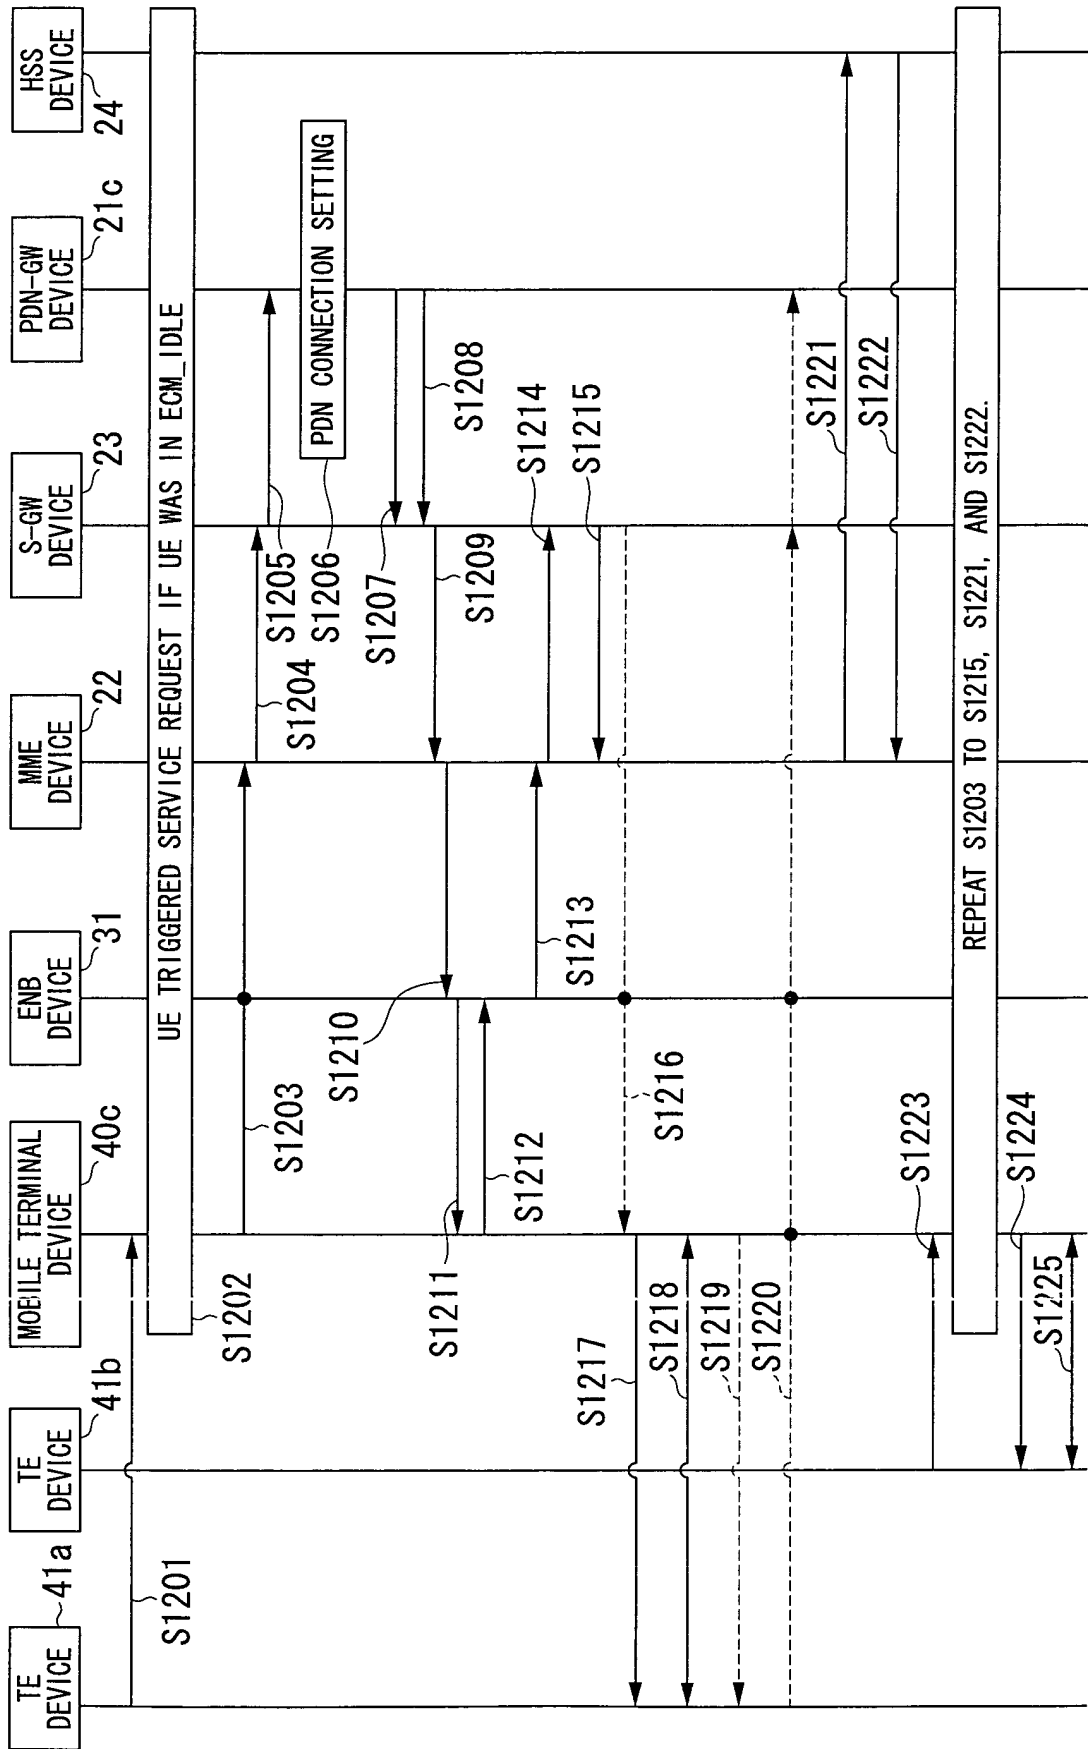 TE
DEVICE
41a
TE
DEVICE
41b
MOBILE TERMINAL
DEVICE
40c
ENB
DEVICE
31
MME
DEVICE
22
S-GW
DEVICE
23
PDN-GW
DEVICE
21c
HSS
DEVICE
24
S1201
UE TRIGGERED SERVICE REQUEST IF UE WAS IN ECM_IDLE
S1202
S1203
S1204
S1205
PDN CONNECTION SETTING
S1206
S1207
S1208
S1209
S1210
S1211
S1212
S1213
S1214
S1215
S1216
S1217
S1218
S1219
S1220
S1221
S1222
S1223
REPEAT S1203 TO S1215, S1221, AND S1222.
S1224
S1225